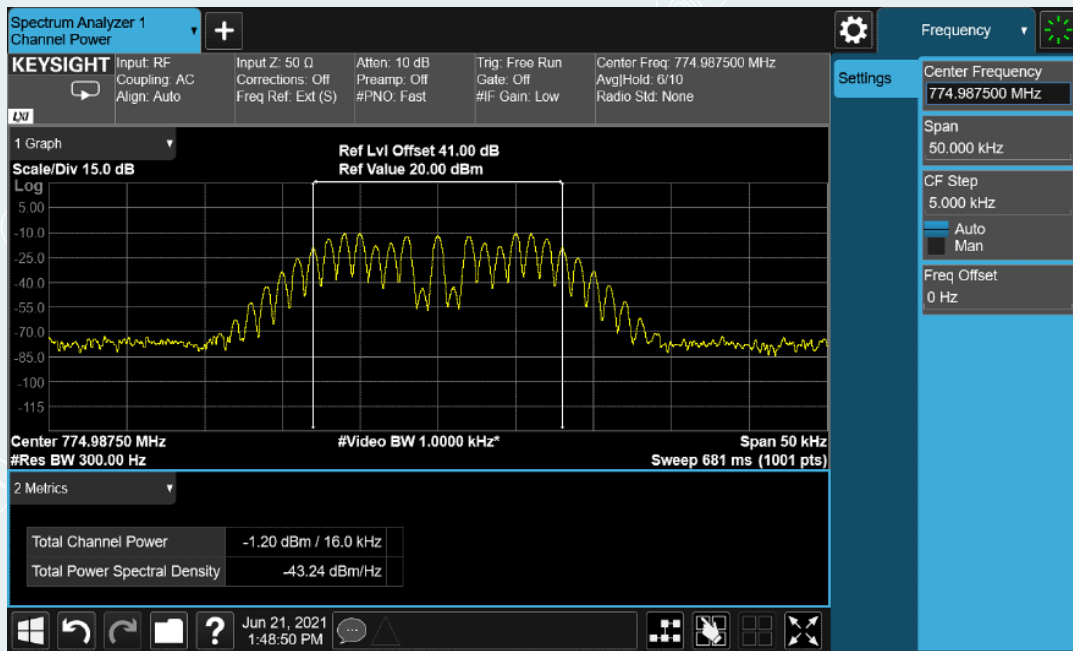 Spectrum Analyzer 1
Channel Power
Frequency
KEYSIGHT
LXI
Input: RF
Coupling: AC
Align: Auto
Input Z: 50 Ω
Corrections: Off
Freq Ref: Ext (S)
Atten: 10 dB
Preamp: Off
#PNO: Fast
Trig: Free Run
Gate: Off
#IF Gain: Low
Center Freq: 774.987500 MHz
Avg|Hold: 6/10
Radio Std: None
Settings
Center Frequency
774.987500 MHz
Span
50.000 kHz
CF Step
5.000 kHz
Auto
Man
Freq Offset
0 Hz
1 Graph
Scale/Div 15.0 dB
Ref Lvl Offset 41.00 dB
Ref Value 20.00 dBm
Log
5.00
-10.0
-25.0
-40.0
-55.0
-70.0
-85.0
-100
-115
Center 774.98750 MHz
#Video BW 1.0000 kHz*
Span 50 kHz
#Res BW 300.00 Hz
Sweep 681 ms (1001 pts)
2 Metrics
Total Channel Power -1.20 dBm / 16.0 kHz
Total Power Spectral Density -43.24 dBm/Hz
?
Jun 21, 2021
1:48:50 PM